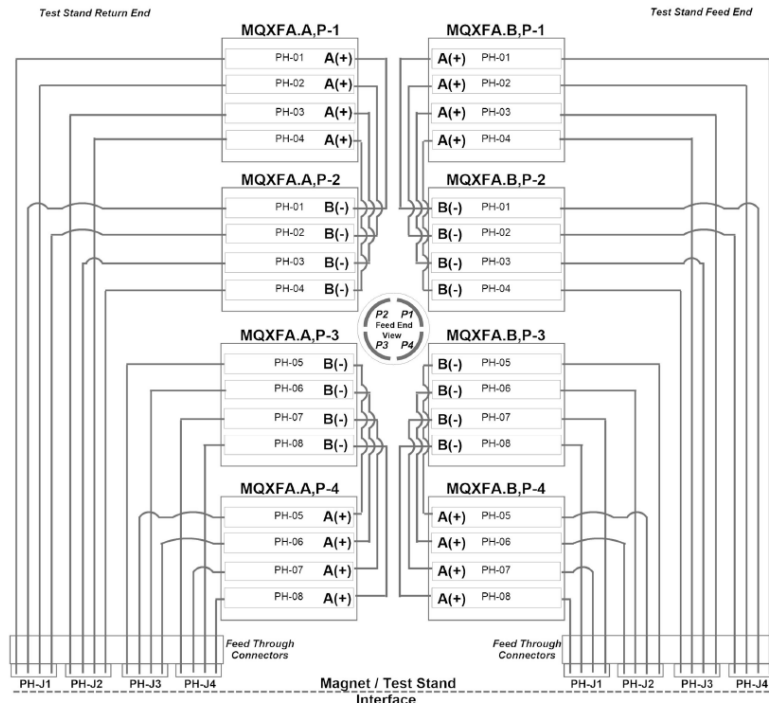 Test Stand Return End
Test Stand Feed End
MQXFA.A,P-1
PH-01 A(+)
PH-02 A(+)
PH-03 A(+)
PH-04 A(+)
MQXFA.B,P-1
A(+) PH-01
A(+) PH-02
A(+) PH-03
A(+) PH-04
MQXFA.A,P-2
PH-01 B(-)
PH-02 B(-)
PH-03 B(-)
PH-04 B(-)
MQXFA.B,P-2
B(-) PH-01
B(-) PH-02
B(-) PH-03
B(-) PH-04
P2 P1
Feed End
View
P3 P4
MQXFA.A,P-3
PH-05 B(-)
PH-06 B(-)
PH-07 B(-)
PH-08 B(-)
MQXFA.B,P-3
B(-) PH-05
B(-) PH-06
B(-) PH-07
B(-) PH-08
MQXFA.A,P-4
PH-05 A(+)
PH-06 A(+)
PH-07 A(+)
PH-08 A(+)
MQXFA.B,P-4
A(+) PH-05
A(+) PH-06
A(+) PH-07
A(+) PH-08
Feed Through
Connectors
Feed Through
Connectors
PH-J1 PH-J2 PH-J3 PH-J4
Magnet / Test Stand
Interface
PH-J1 PH-J2 PH-J3 PH-J4